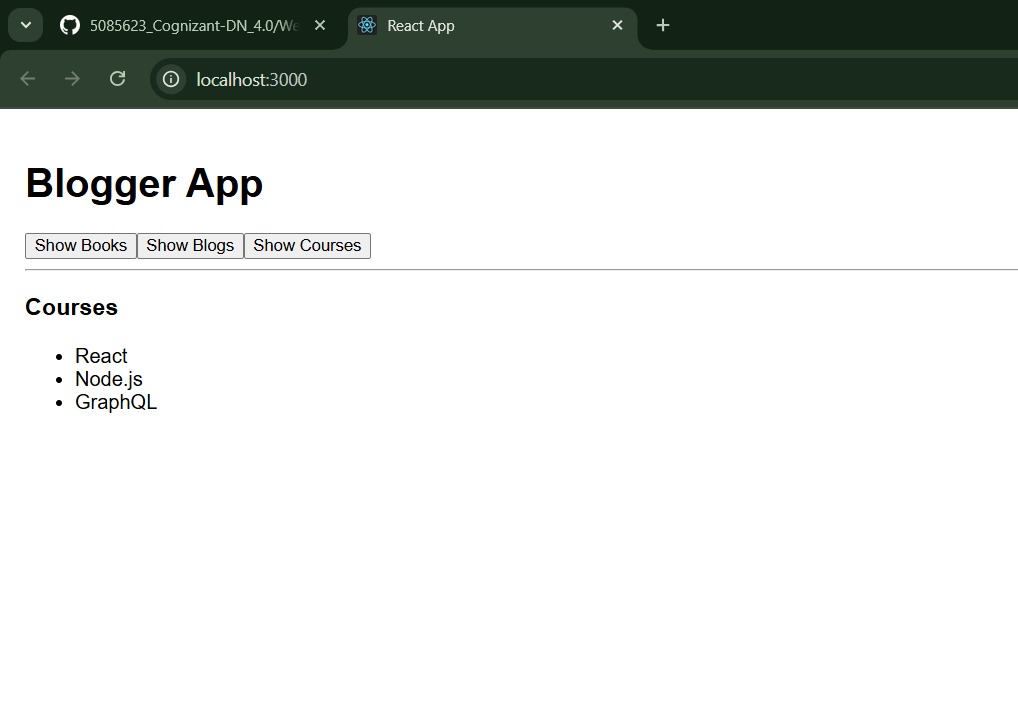 5085623_Cognizant-DN_4.0/We
React App
localhost:3000
Blogger App
Show Books Show Blogs Show Courses
Courses
• React
• Node.js
• GraphQL